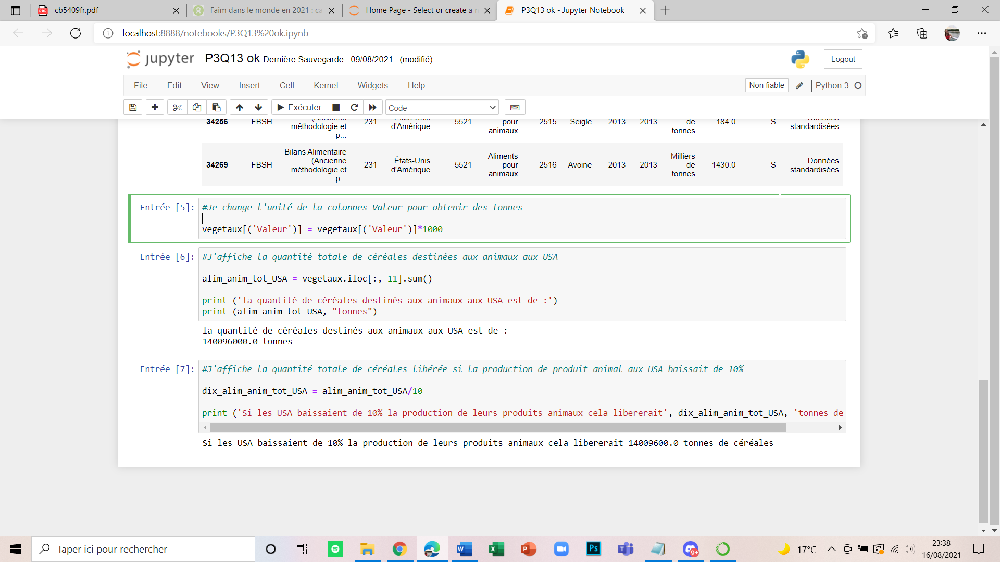 cb5409fr.pdf
Faim dans le monde en 2021 : ca
Home Page - Select or create a n
P3Q13 ok - Jupyter Notebook
localhost:8888/notebooks/P3Q13%20ok.ipynb
jupyter P3Q13 ok Dernière Sauvegarde : 09/08/2021 (modifié)
Logout
File Edit View Insert Cell Kernel Widgets Help
Non fiable
Python 3
Exécuter
Code
34256 FBSH (Ancienne méthodologie et p... 231 États-Unis d'Amérique 5521 pour animaux 2515 Seigle 2013 2013 de tonnes 184.0 S Données standardisées
34269 FBSH Bilans Alimentaire (Ancienne méthodologie et p... 231 États-Unis d'Amérique 5521 Aliments pour animaux 2516 Avoine 2013 2013 Milliers de tonnes 1430.0 S Données standardisées
Entrée [5]: #Je change l'unité de la colonnes Valeur pour obtenir des tonnes
vegetaux[('Valeur')] = vegetaux[('Valeur')]*1000
Entrée [6]: #J'affiche la quantité totale de céréales destinées aux animaux aux USA
alim_anim_tot_USA = vegetaux.iloc[:, 11].sum()
print ('la quantité de céréales destinés aux animaux aux USA est de :')
print (alim_anim_tot_USA, "tonnes")
la quantité de céréales destinés aux animaux aux USA est de :
140096000.0 tonnes
Entrée [7]: #J'affiche la quantité totale de céréales libérée si la production de produit animal aux USA baissait de 10%
dix_alim_anim_tot_USA = alim_anim_tot_USA/10
print ('Si les USA baissaient de 10% la production de leurs produits animaux cela libererait', dix_alim_anim_tot_USA, 'tonnes de
Si les USA baissaient de 10% la production de leurs produits animaux cela libererait 14009600.0 tonnes de céréales
Taper ici pour rechercher
Ps
9+
17°C
23:38
16/08/2021